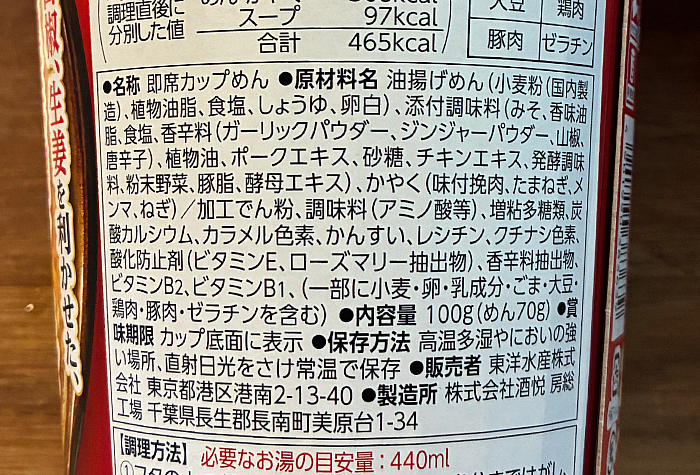 調理直後に
分別した値
スープ 97kcal
合計 465kcal
大豆 鶏肉
豚肉 ゼラチン
山椒、生姜を利かせた、
●名称 即席カップめん ●原材料名 油揚げめん(小麦粉(国内製
造)、植物油脂、食塩、しょうゆ、卵白)、添付調味料(みそ、香味油
脂、食塩、香辛料(ガーリックパウダー、ジンジャーパウダー、山椒、
唐辛子)、植物油、ポークエキス、砂糖、チキンエキス、発酵調味
料、粉末野菜、豚脂、酵母エキス)、かやく(味付挽肉、たまねぎ、メ
ンマ、ねぎ)/加工でん粉、調味料(アミノ酸等)、増粘多糖類、炭
酸カルシウム、カラメル色素、かんすい、レシチン、クチナシ色素、
酸化防止剤(ビタミンE、ローズマリー抽出物)、香辛料抽出物、
ビタミンB2、ビタミンB1、(一部に小麦・卵・乳成分・ごま・大豆・
鶏肉・豚肉・ゼラチンを含む) ●内容量 100g(めん70g) ●賞
味期限 カップ底面に表示 ●保存方法 高温多湿やにおいの強
い場所、直射日光をさけ常温で保存 ●販売者 東洋水産株式
会社 東京都港区港南2-13-40 ●製造所 株式会社酒悦 房総
工場 千葉県長生郡長南町美原台1-34
【調理方法】 必要なお湯の目安量:440ml